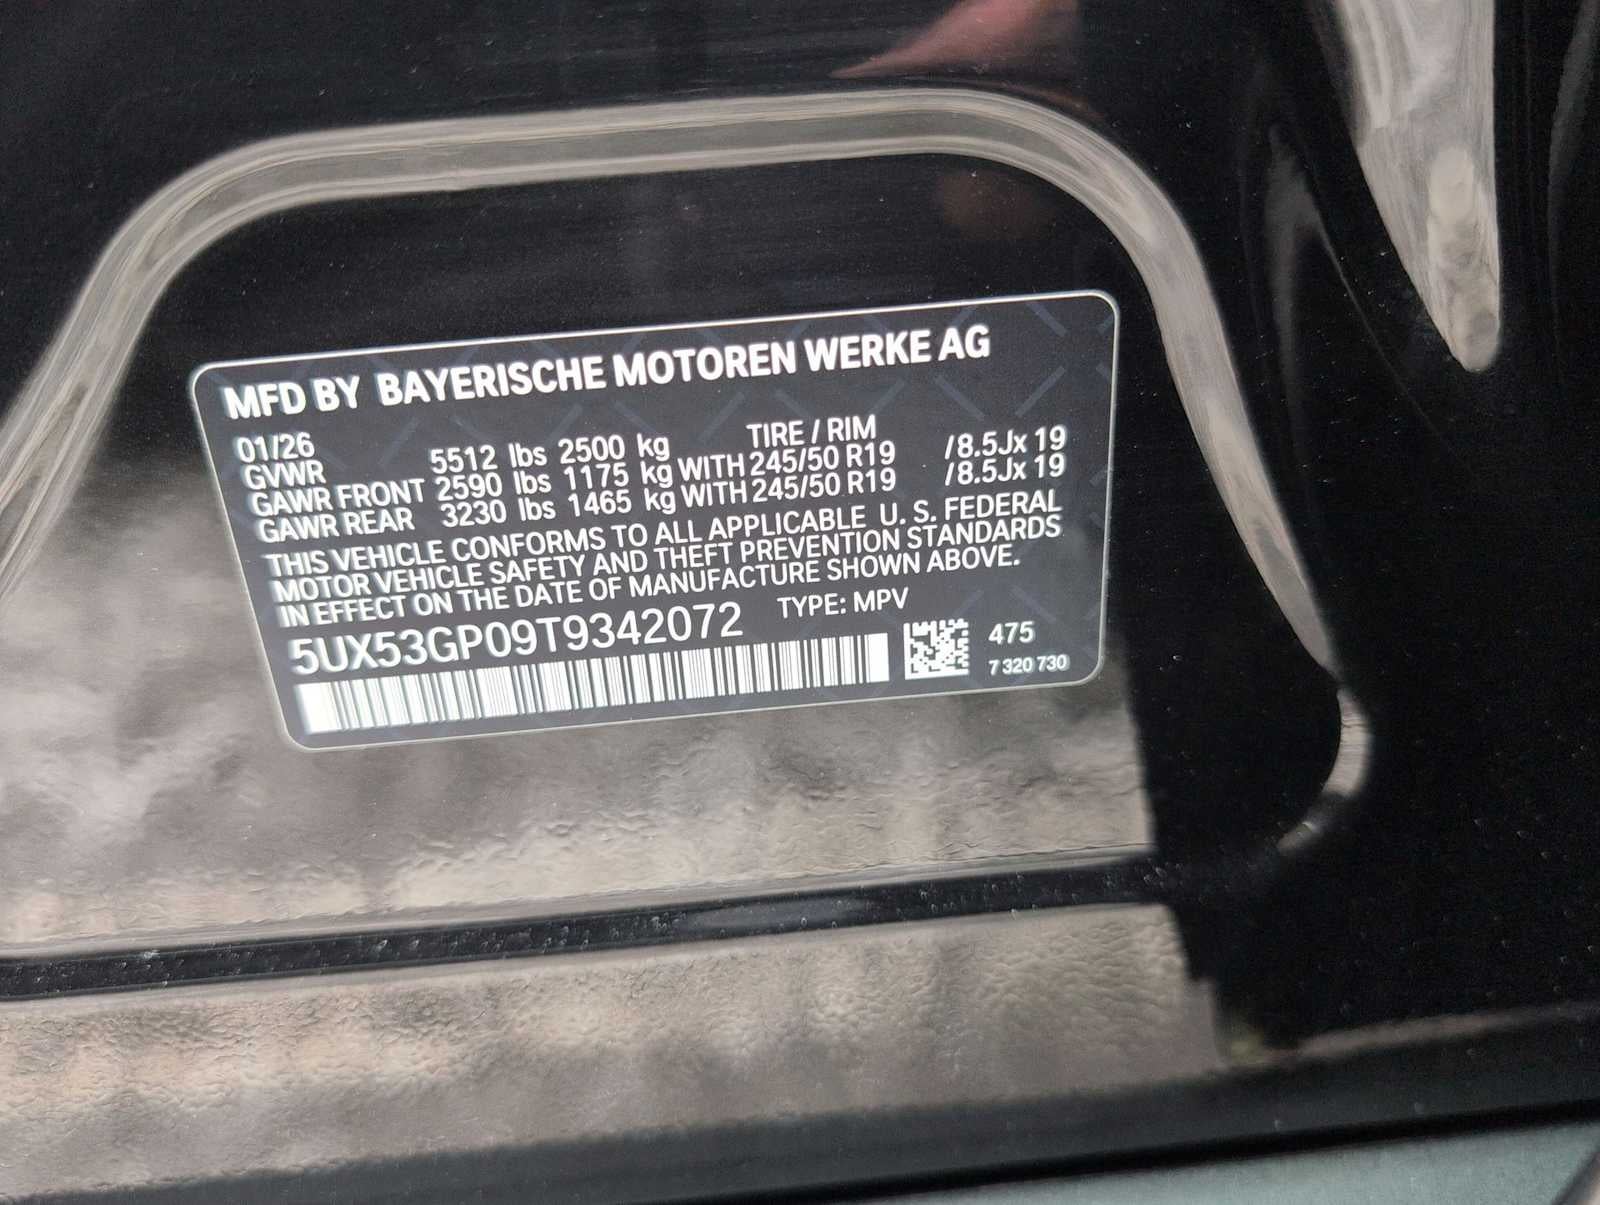 MFD BY BAYERISCHE MOTOREN WERKE AG
01/26 TIRE / RIM
GVWR 5512 lbs 2500 kg
GAWR FRONT 2590 lbs 1175 kg WITH 245/50 R19 /8.5Jx 19
GAWR REAR 3230 lbs 1465 kg WITH 245/50 R19 /8.5Jx 19
THIS VEHICLE CONFORMS TO ALL APPLICABLE U. S. FEDERAL
MOTOR VEHICLE SAFETY AND THEFT PREVENTION STANDARDS
IN EFFECT ON THE DATE OF MANUFACTURE SHOWN ABOVE.
5UX53GP09T9342072 TYPE: MPV
475
7 320 730